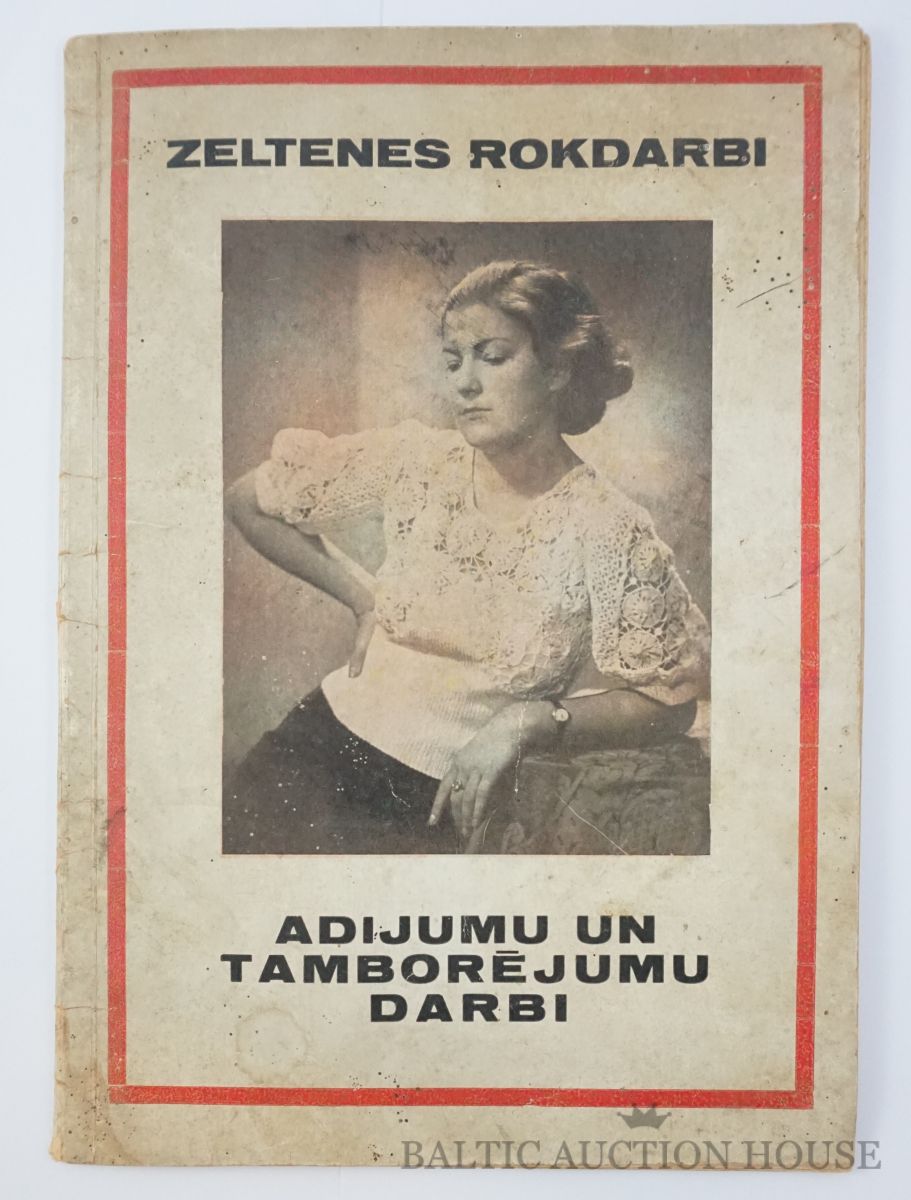 ZELTENES ROKDARBI
ADIJUMU UN
TAMBORĒJUMU
DARBI
BALTIC AUCTION HOUSE